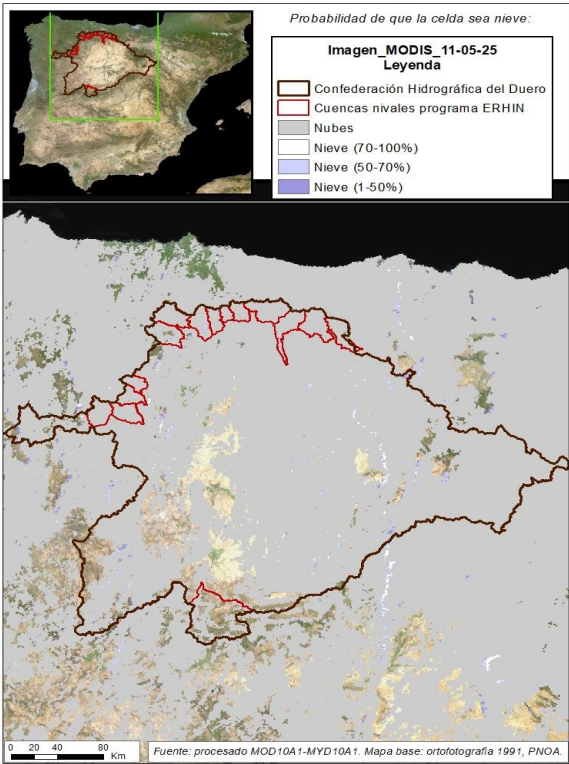 Probabilidad de que la celda sea nieve:
Imagen_MODIS_11-05-25
Leyenda
Confederación Hidrográfica del Duero
Cuencas nivales programa ERHIN
Nubes
Nieve (70-100%)
Nieve (50-70%)
Nieve (1-50%)
0 20 40 80
Km
Fuente: procesado MOD10A1-MYD10A1. Mapa base: ortofotografía 1991, PNOA.